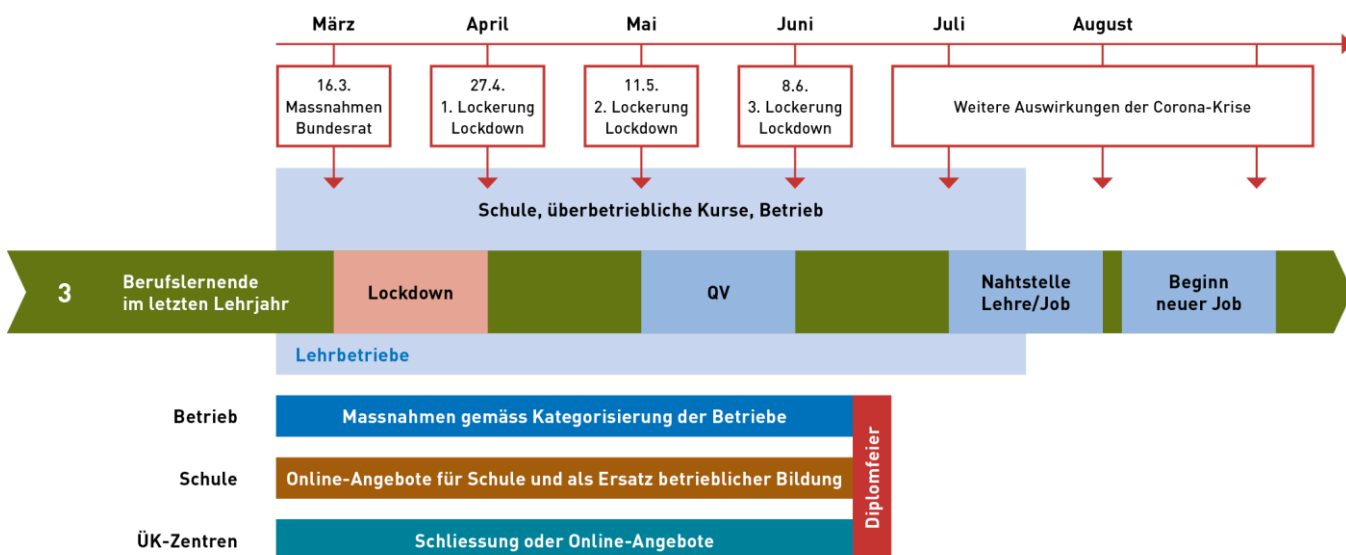 März April Mai Juni Juli August
16.3.
Massnahmen
Bundesrat
27.4.
1. Lockerung
Lockdown
11.5.
2. Lockerung
Lockdown
8.6.
3. Lockerung
Lockdown
Weitere Auswirkungen der Corona-Krise
Schule, überbetriebliche Kurse, Betrieb
3
Berufslernende
im letzten Lehrjahr
Lockdown
QV
Nahtstelle
Lehre/Job
Beginn
neuer Job
Lehrbetriebe
Betrieb
Massnahmen gemäss Kategorisierung der Betriebe
Schule
Online-Angebote für Schule und als Ersatz betrieblicher Bildung
ÜK-Zentren
Schliessung oder Online-Angebote
Diplomfeier